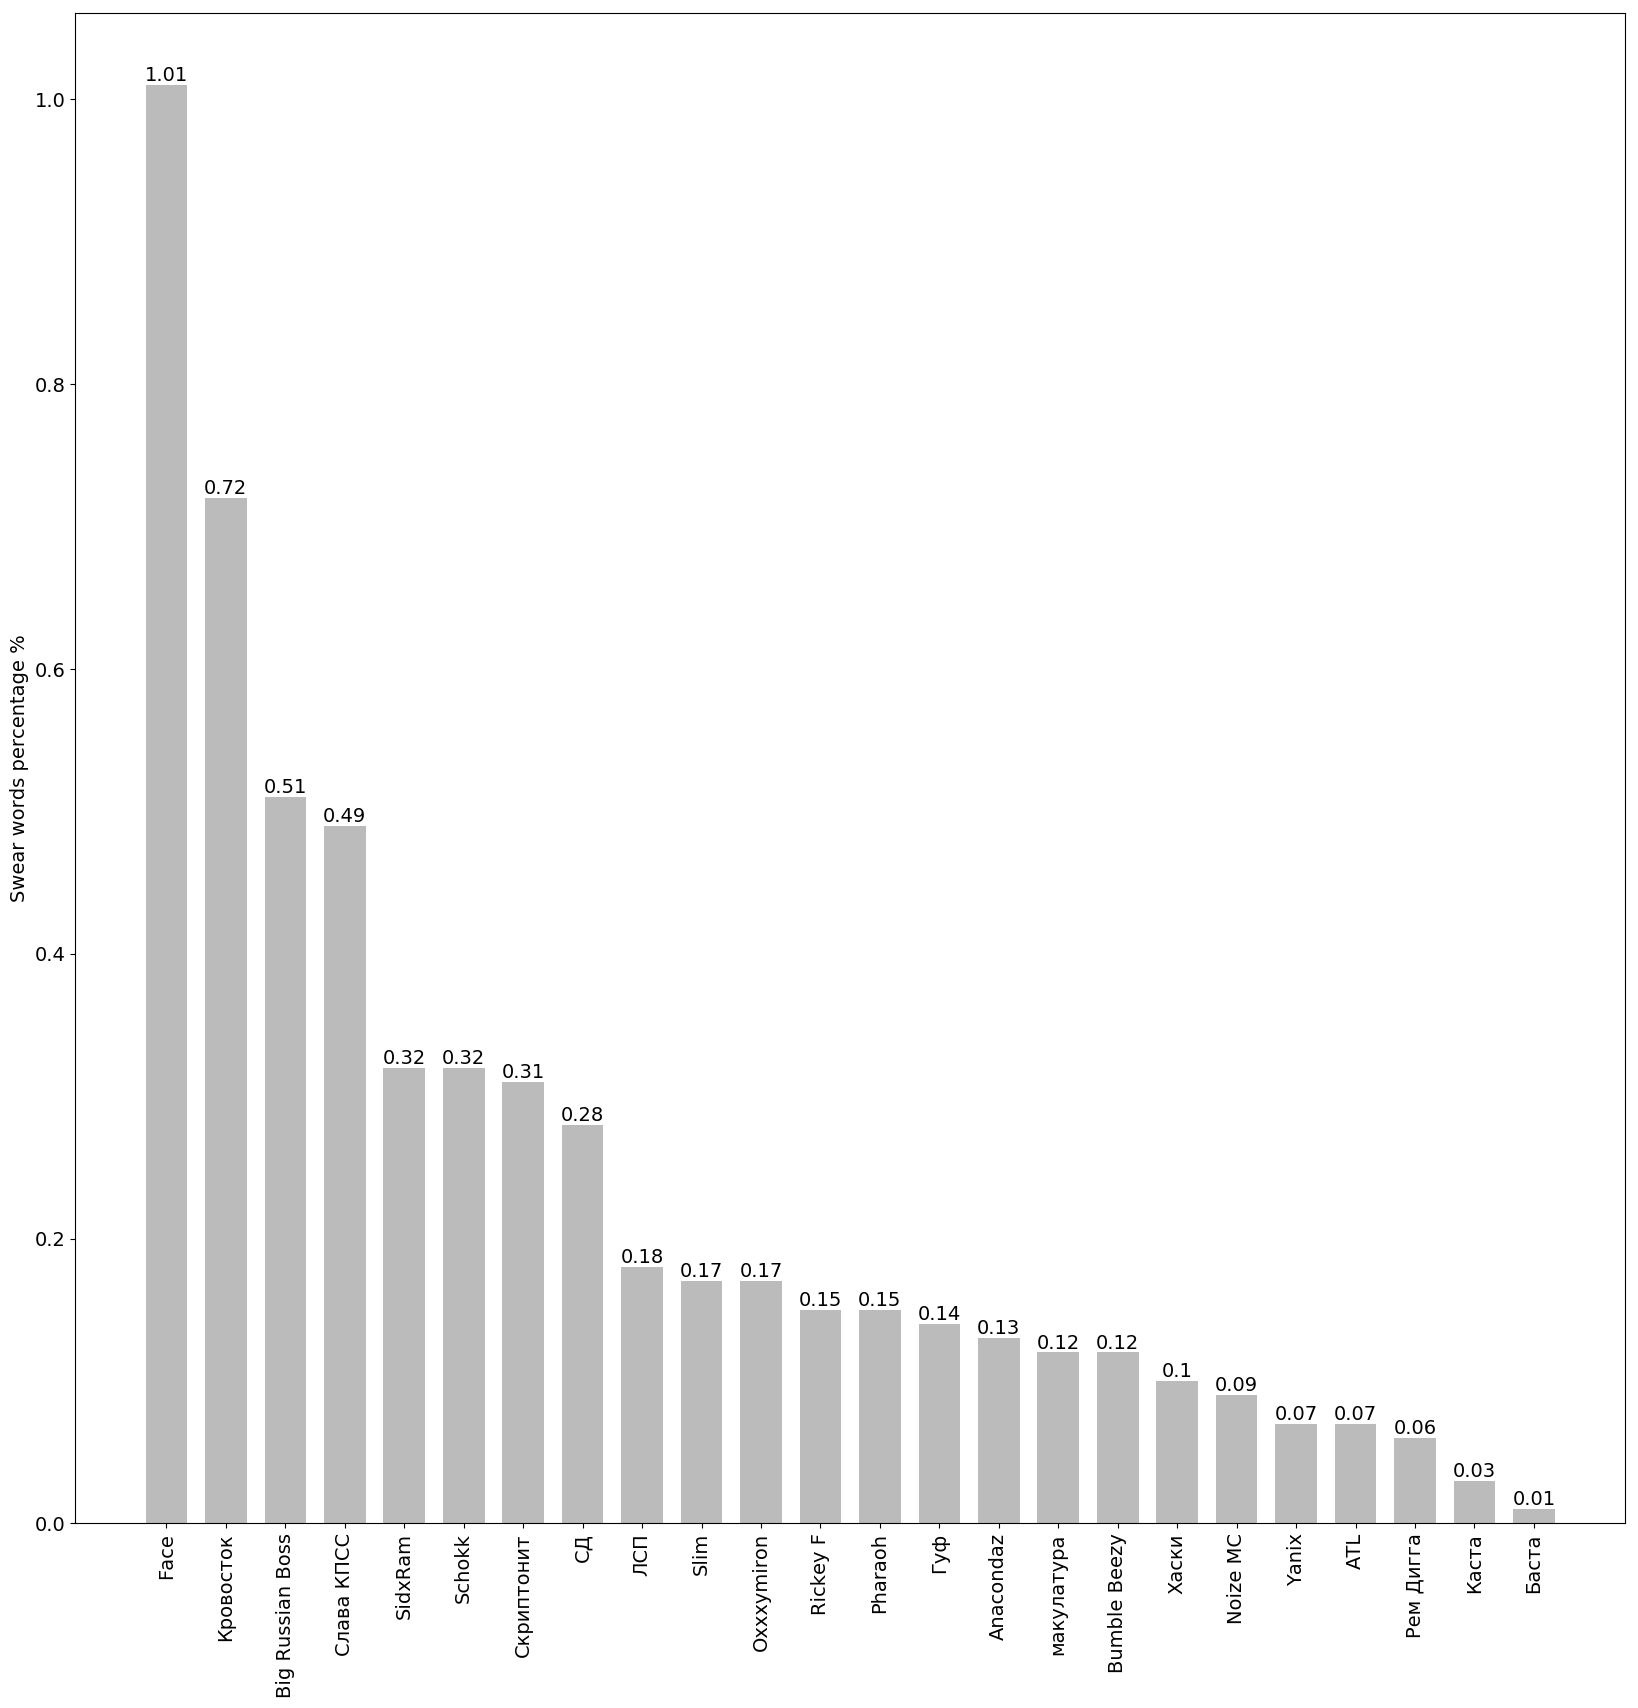 Swear words percentage %
1.0
0.8
0.6
0.4
0.2
0.0
1.01
0.72
0.51
0.49
0.32
0.32
0.31
0.28
0.18
0.17
0.17
0.15
0.15
0.14
0.13
0.12
0.12
0.1
0.09
0.07
0.07
0.06
0.03
0.01
Face
Кровосток
Big Russian Boss
Слава КПСС
SidxRam
Schokk
Скриптонит
СД
ЛСП
Slim
Oxxxymiron
Rickey F
Pharaoh
Гуф
Anacondaz
макулатура
Bumble Beezy
Хаски
Noize MC
Yanix
ATL
Рем Дигга
Каста
Баста